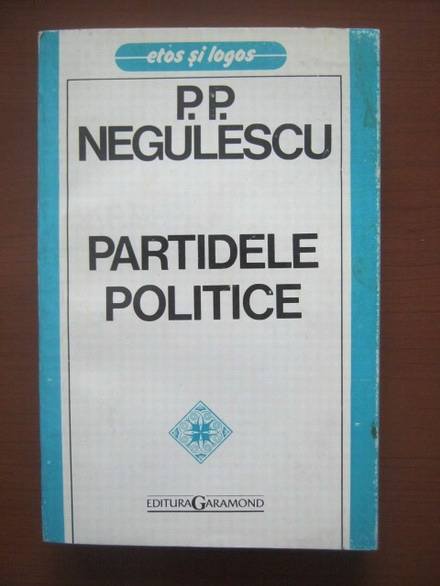 etos și logos
P.P.
NEGULESCU
PARTIDELE
POLITICE
EDITURA GARAMOND